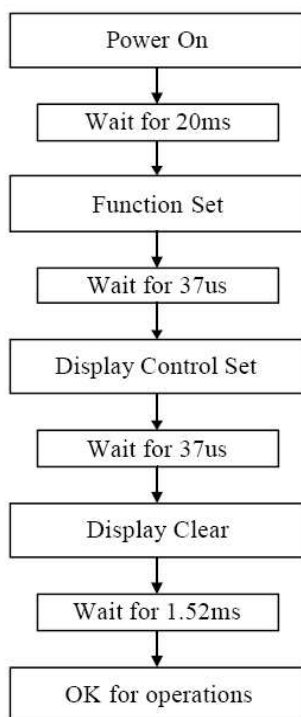 Power On
Wait for 20ms
Function Set
Wait for 37us
Display Control Set
Wait for 37us
Display Clear
Wait for 1.52ms
OK for operations